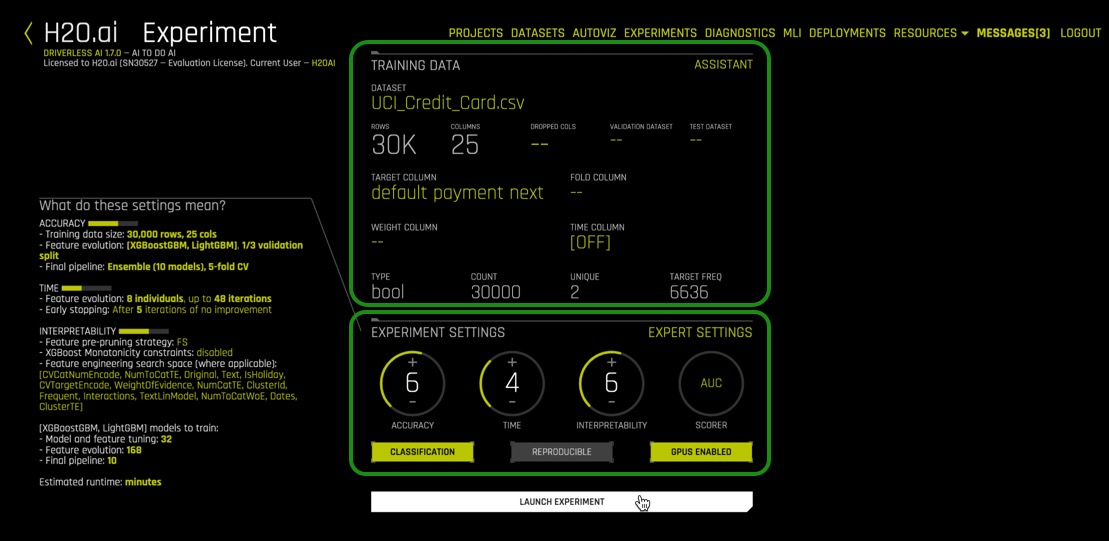 H2O.ai Experiment
DRIVERLESS AI 1.7.0 — AI TO DO AI
Licensed to H2O.ai (SN30527 — Evaluation License). Current User — H2OAI
PROJECTS DATASETS AUTOVIZ EXPERIMENTS DIAGNOSTICS MLI DEPLOYMENTS RESOURCES MESSAGES[3] LOGOUT
TRAINING DATA ASSISTANT
DATASET
UCI_Credit_Card.csv
ROWS COLUMNS DROPPED COLS VALIDATION DATASET TEST DATASET
30K 25 -- -- --
TARGET COLUMN FOLD COLUMN
default payment next --
WEIGHT COLUMN TIME COLUMN
-- [OFF]
TYPE COUNT UNIQUE TARGET FREQ
bool 30000 2 6636
What do these settings mean?
ACCURACY
- Training data size: 30,000 rows, 25 cols
- Feature evolution: [XGBoostGBM, LightGBM], 1/3 validation
split
- Final pipeline: Ensemble (10 models), 5-fold CV
TIME
- Feature evolution: 8 individuals, up to 48 iterations
- Early stopping: After 5 iterations of no improvement
INTERPRETABILITY
- Feature pre-pruning strategy: FS
- XGBoost Monotonicity constraints: disabled
- Feature engineering search space (where applicable):
[CVCatNumEncode, NumToCatTE, Original, Text, IsHoliday,
CVTargetEncode, WeightOfEvidence, NumCatTE, ClusterId,
Frequent, Interactions, TextLinModel, NumToCatWoE, Dates,
ClusterTE]
[XGBoostGBM, LightGBM] models to train:
- Model and feature tuning: 32
- Feature evolution: 168
- Final pipeline: 10
Estimated runtime: minutes
EXPERIMENT SETTINGS EXPERT SETTINGS
+ + +
6 4 6 AUC
- - -
ACCURACY TIME INTERPRETABILITY SCORER
CLASSIFICATION REPRODUCIBLE GPUS ENABLED
LAUNCH EXPERIMENT